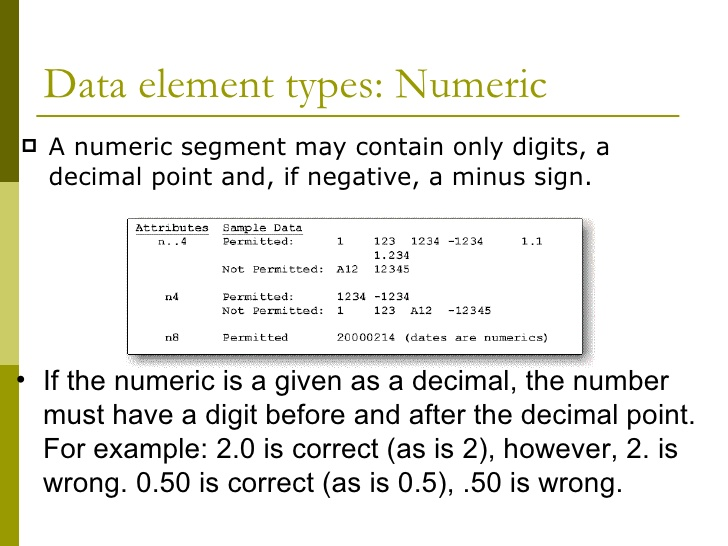 Data element types: Numeric
A numeric segment may contain only digits, a
decimal point and, if negative, a minus sign.
Attributes Sample Data
n..4 Permitted: 1 123 1234 -1234 1.1
1.234
Not Permitted: A12 12345
n4 Permitted: 1234 -1234
Not Permitted: 1 123 A12 -12345
n8 Permitted 20000214 (dates are numerics)
• If the numeric is a given as a decimal, the number
must have a digit before and after the decimal point.
For example: 2.0 is correct (as is 2), however, 2. is
wrong. 0.50 is correct (as is 0.5), .50 is wrong.